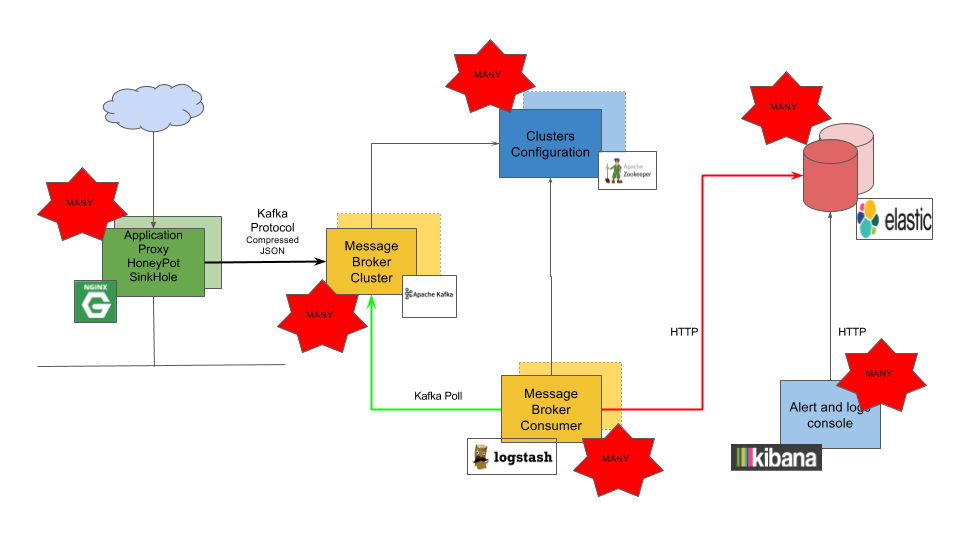 MANY
Clusters
Configuration
Apache
Zookeeper
MANY
elastic
MANY
Application
Proxy
HoneyPot
SinkHole
NGINX
G
Kafka
Protocol
Compressed
JSON
Message
Broker
Cluster
Apache Kafka
MANY
HTTP
HTTP
Kafka Poll
Message
Broker
Consumer
logstash
MANY
MANY
Alert and logs
console
kibana